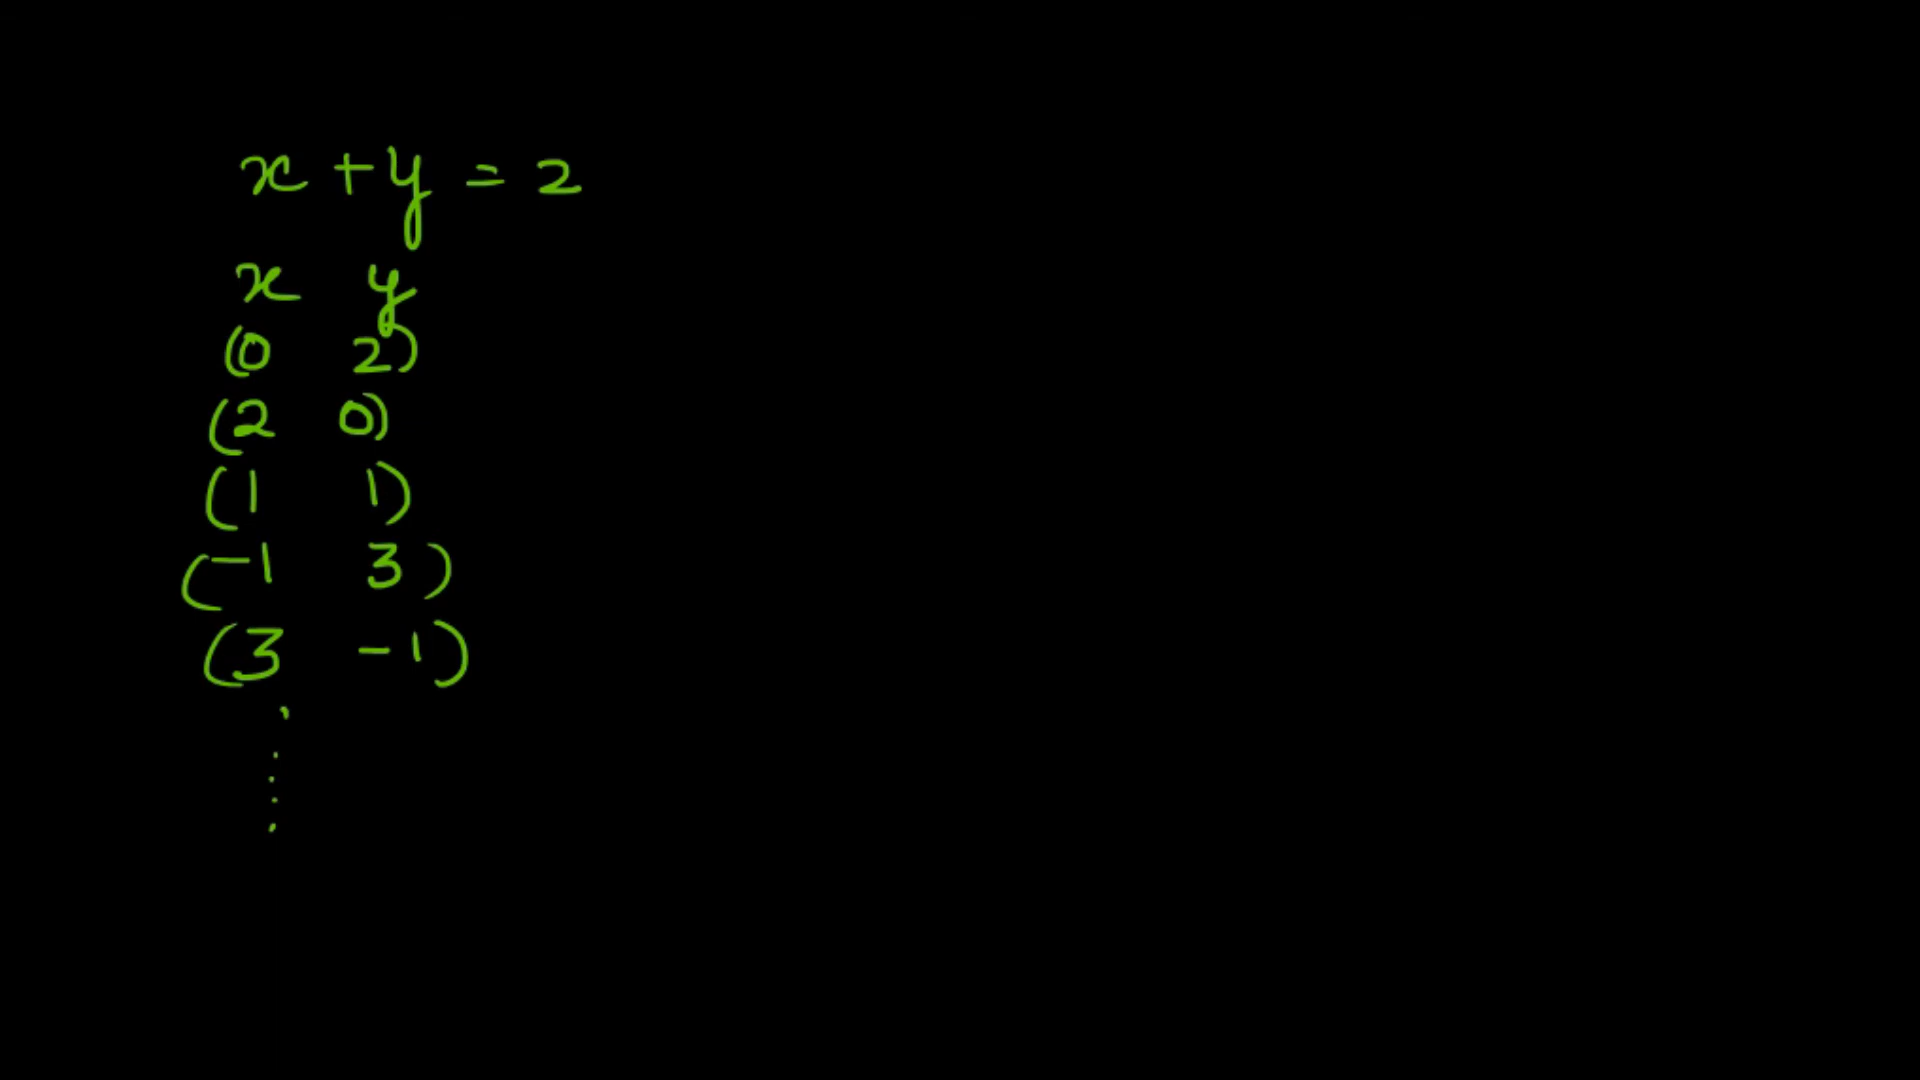 x + y = 2
x y
(0 2)
(2 0)
(1 1)
(-1 3)
(3 -1)